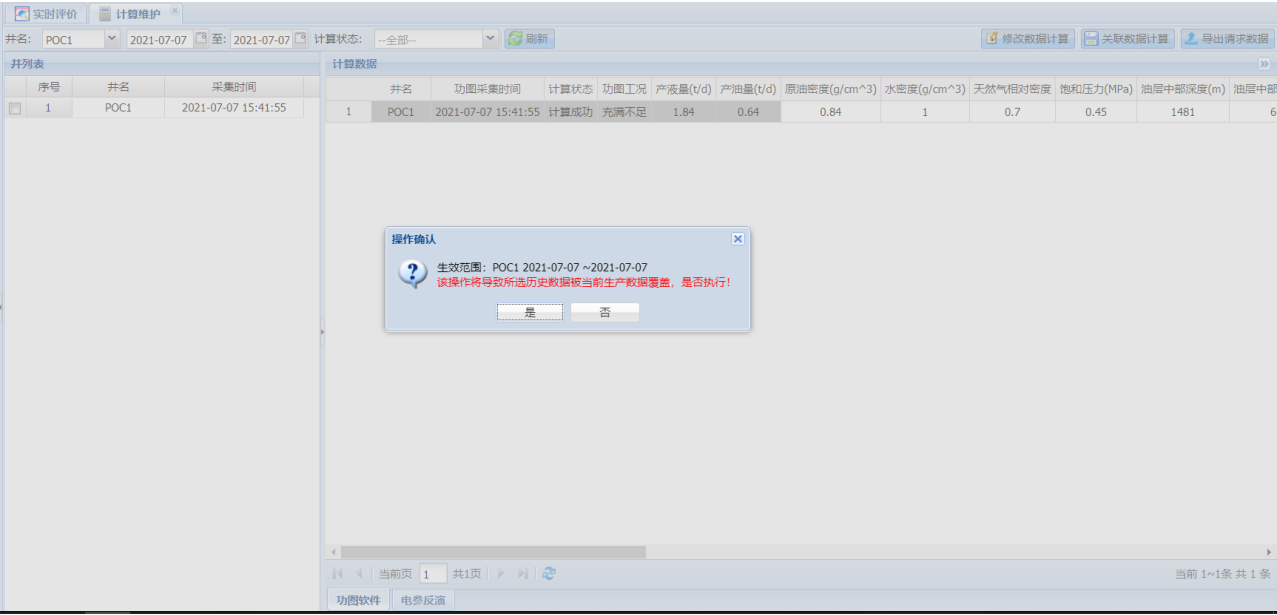 实时评价 计算维护
井名: POC1 2021-07-07 至: 2021-07-07 计算状态: --全部-- 刷新 修改数据计算 关联数据计算 导出请求数据
井列表 计算数据
序号 井名 采集时间
1 POC1 2021-07-07 15:41:55
井名 功图采集时间 计算状态 功图工况 产液量(t/d) 产油量(t/d) 原油密度(g/cm^3) 水密度(g/cm^3) 天然气相对密度 饱和压力(MPa) 油层中部深度(m) 油层中部
1 POC1 2021-07-07 15:41:55 计算成功 充满不足 1.84 0.64 0.84 1 0.7 0.45 1481 6
操作确认
生效范围：POC1 2021-07-07 ~2021-07-07
该操作将导致所选历史数据被当前生产数据覆盖，是否执行！
是 否
当前页 1 共1页 当前 1~1条 共 1 条
功图软件 电参反演